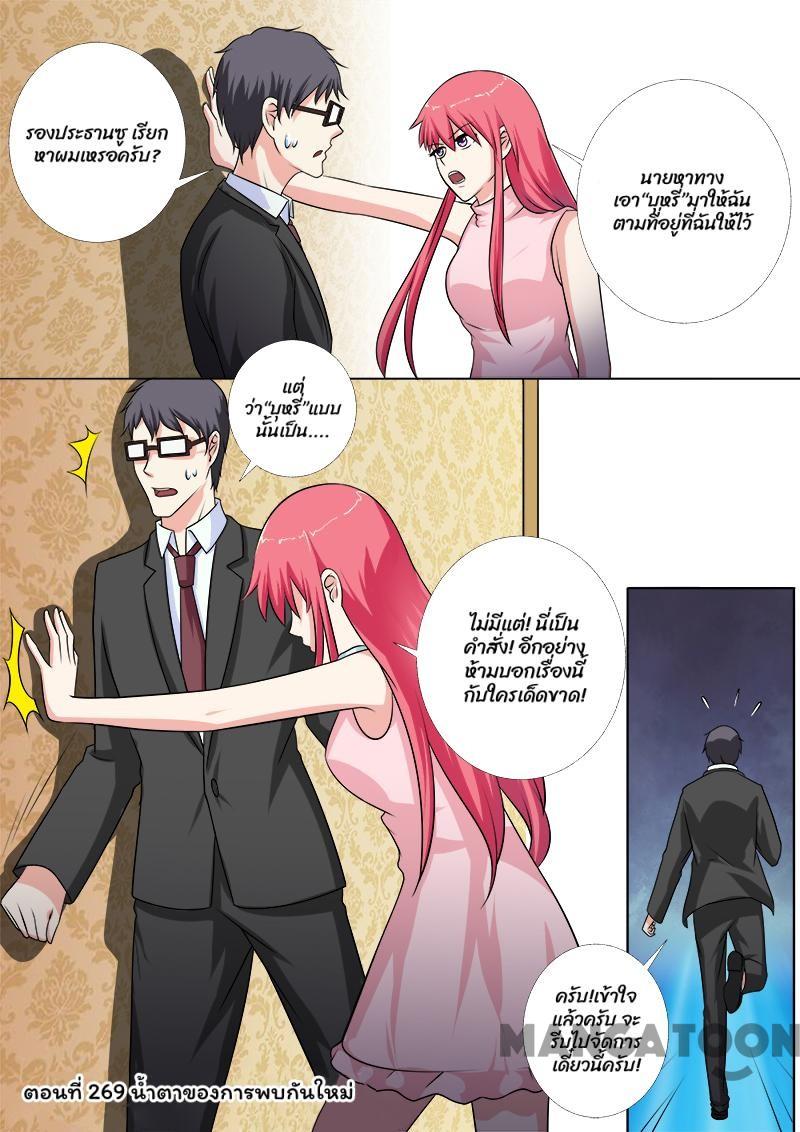 รองประธานซู เรียก
หาผมเหรอครับ?
นายหาทาง
เอา“บุหรี่”มาให้ฉัน
ตามที่อยู่ที่ฉันให้ไว้
แต่
ว่า“บุหรี่”แบบ
นั้นเป็น....
ไม่มีแต่! นี่เป็น
คำสั่ง! อีกอย่าง
ห้ามบอกเรื่องนี้
กับใครเด็ดขาด!
ครับ!เข้าใจ
แล้วครับ จะ
รีบไปจัดการ
เดี๋ยวนี้ครับ!
MANGATOON
ตอนที่ 269 น้ำตาของการพบกันใหม่